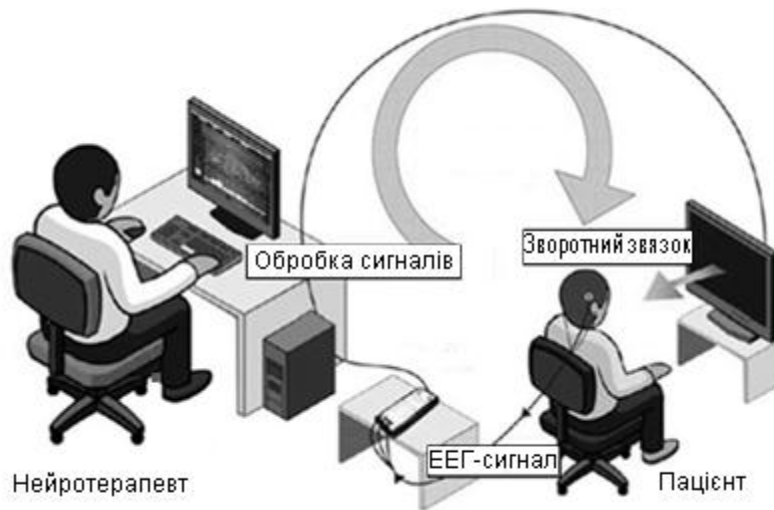 Зворотний звязок
Обробка сигналів
ЕЕГ-сигнал
Нейротерапевт
Пацієнт